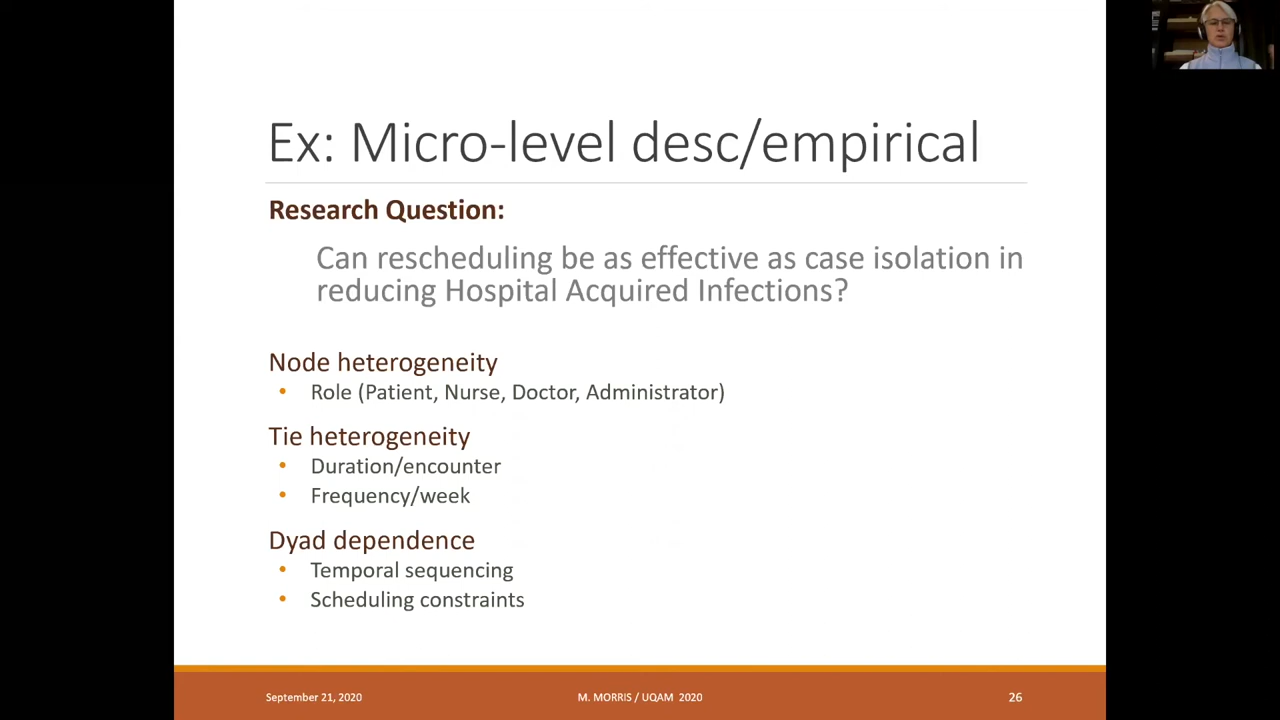 Ex: Micro-level desc/empirical
Research Question:
Can rescheduling be as effective as case isolation in
reducing Hospital Acquired Infections?
Node heterogeneity
• Role (Patient, Nurse, Doctor, Administrator)
Tie heterogeneity
• Duration/encounter
• Frequency/week
Dyad dependence
• Temporal sequencing
• Scheduling constraints
September 21, 2020
M. MORRIS / UQAM 2020
26